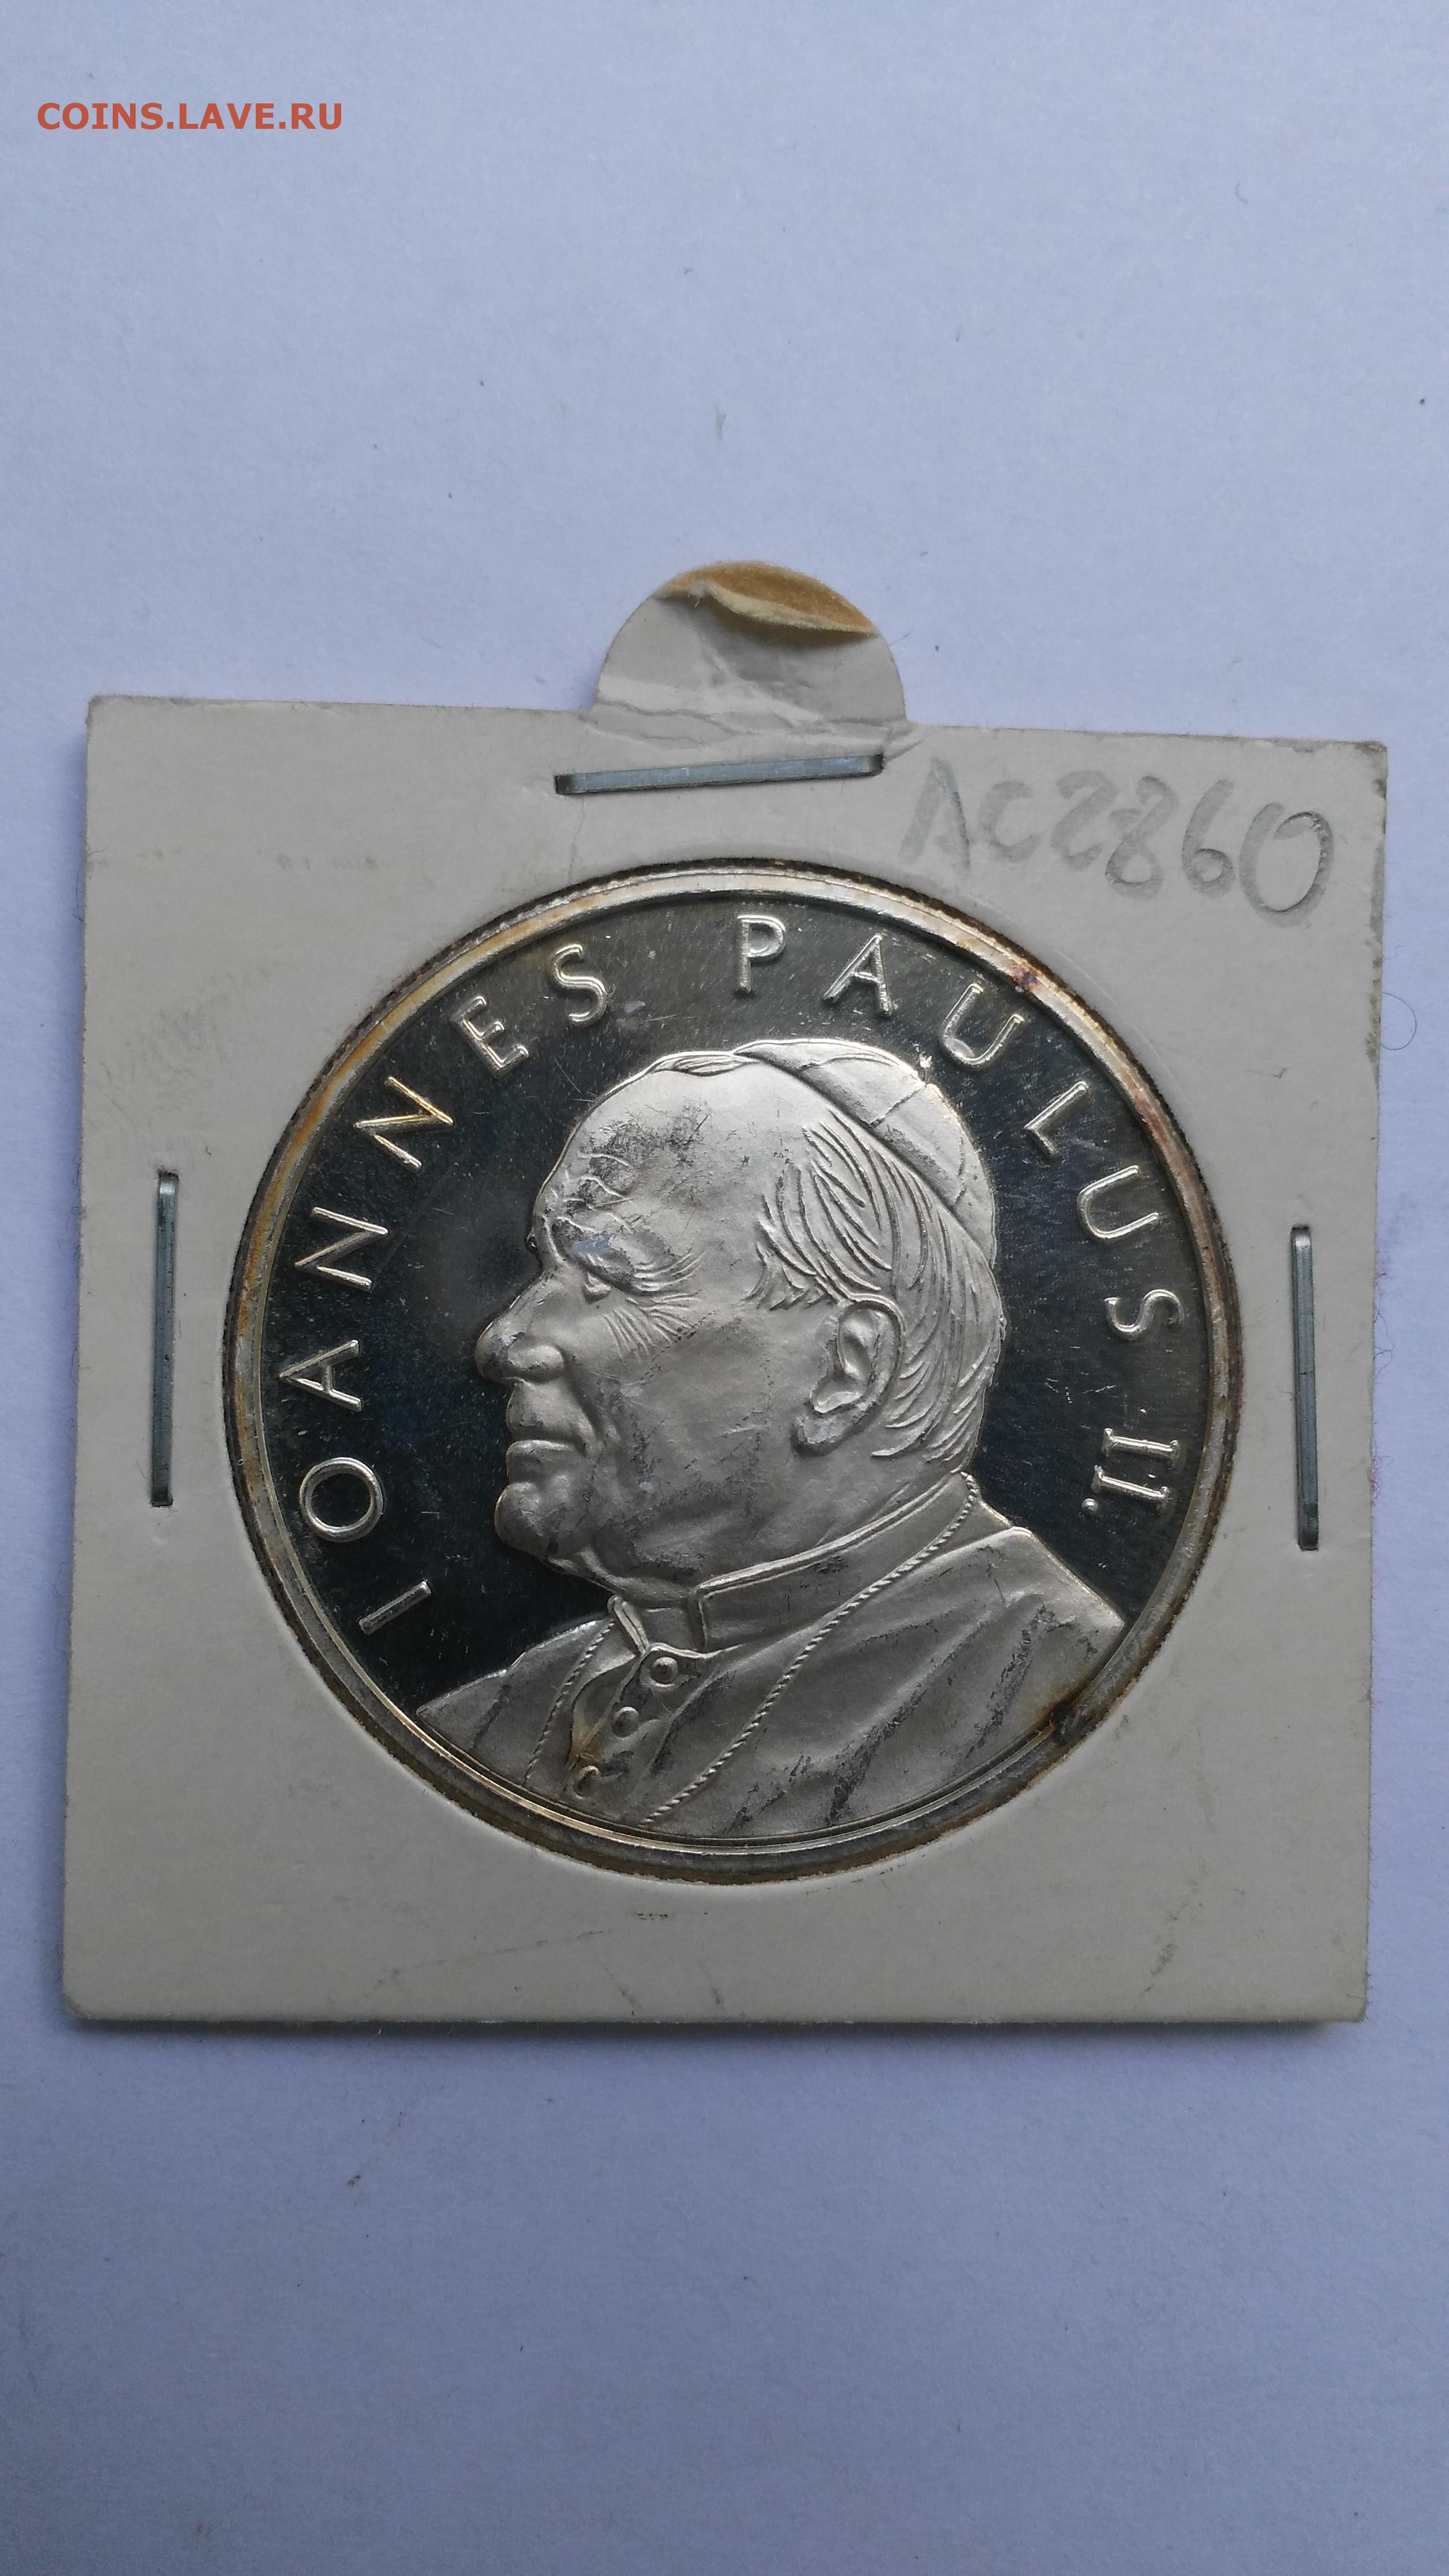 COINS.LAVE.RU
AC2860
IOANNES PAULUS II.